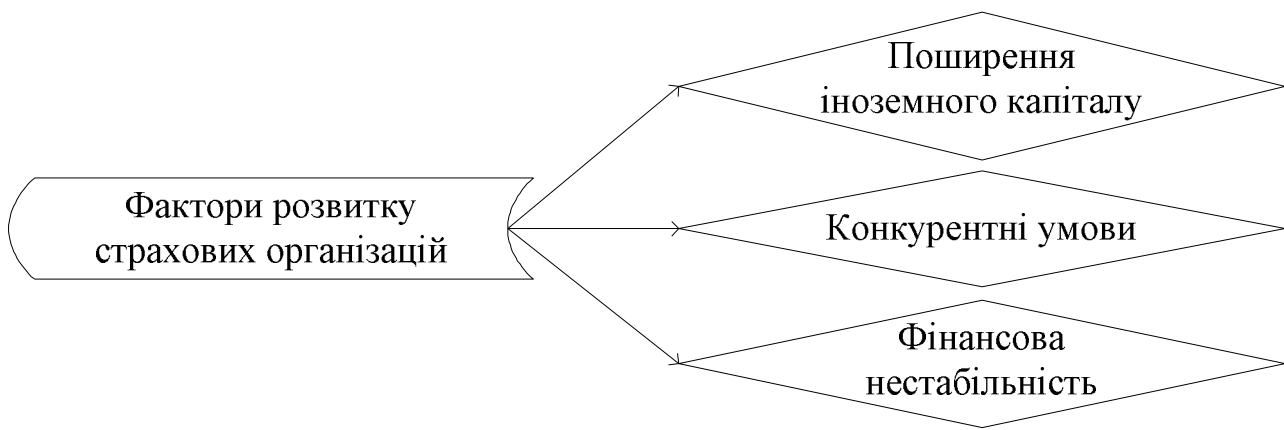 Фактори розвитку
страхових організацій
Поширення
іноземного капіталу
Конкурентні умови
Фінансова
нестабільність